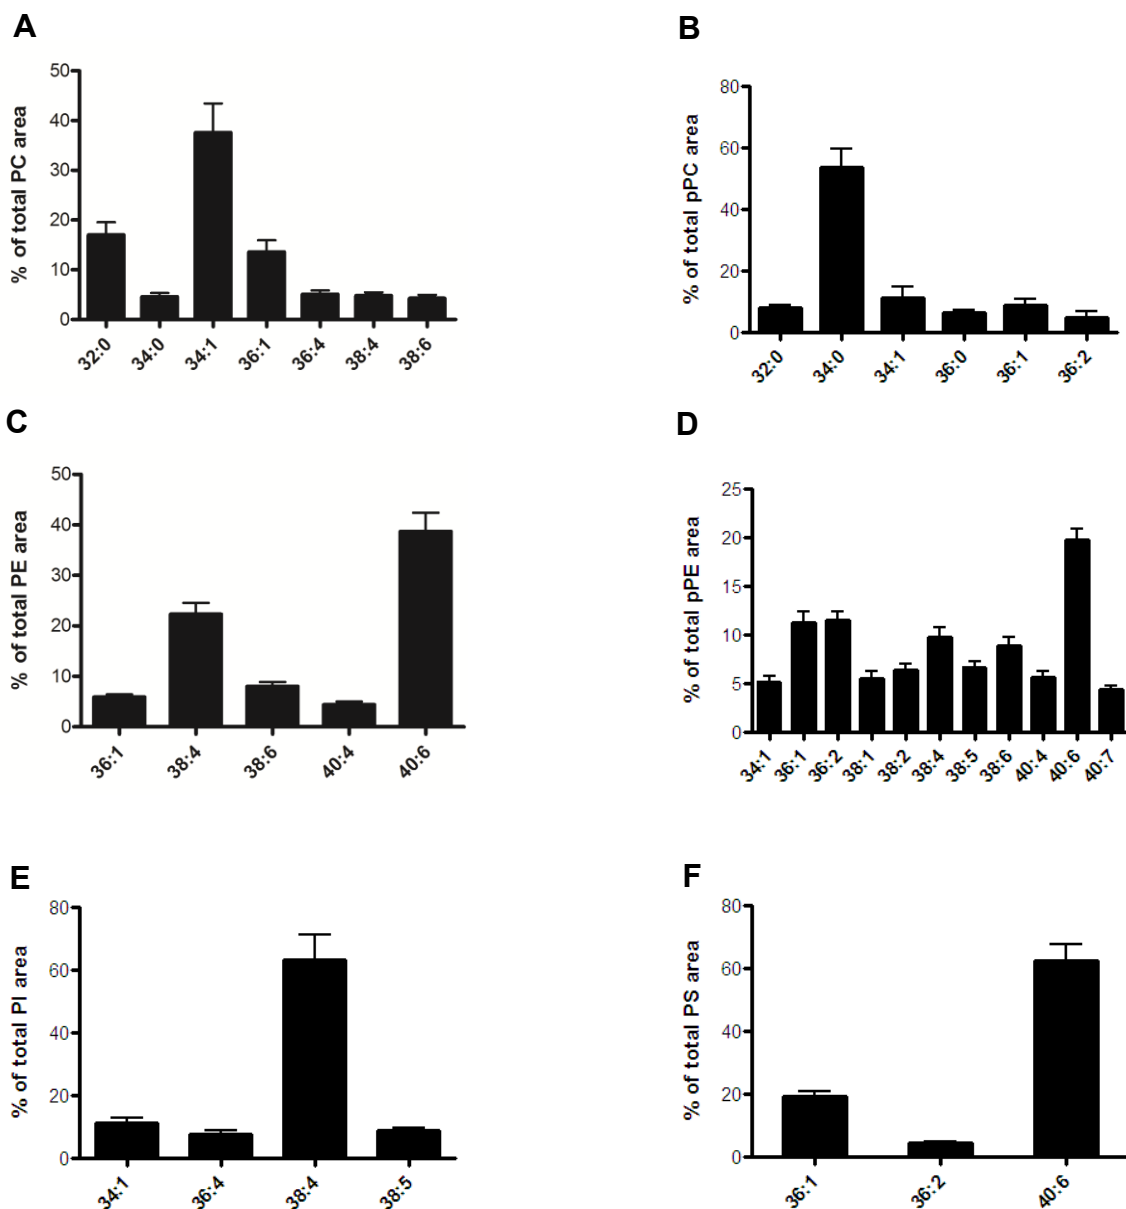 A
% of total PC area
50
40
30
20
10
0
32:0 34:0 34:1 36:1 36:4 38:4 38:6
B
% of total pPC area
80
60
40
20
0
32:0 34:0 34:1 36:0 36:1 36:2
C
% of total PE area
50
40
30
20
10
0
36:1 38:4 38:6 40:4 40:6
D
% of total pPE area
25
20
15
10
5
0
34:1 36:1 36:2 38:1 38:2 38:4 38:5 38:6 40:4 40:6 40:7
E
% of total PI area
80
60
40
20
0
34:1 36:4 38:4 38:5
F
% of total PS area
80
60
40
20
0
36:1 36:2 40:6